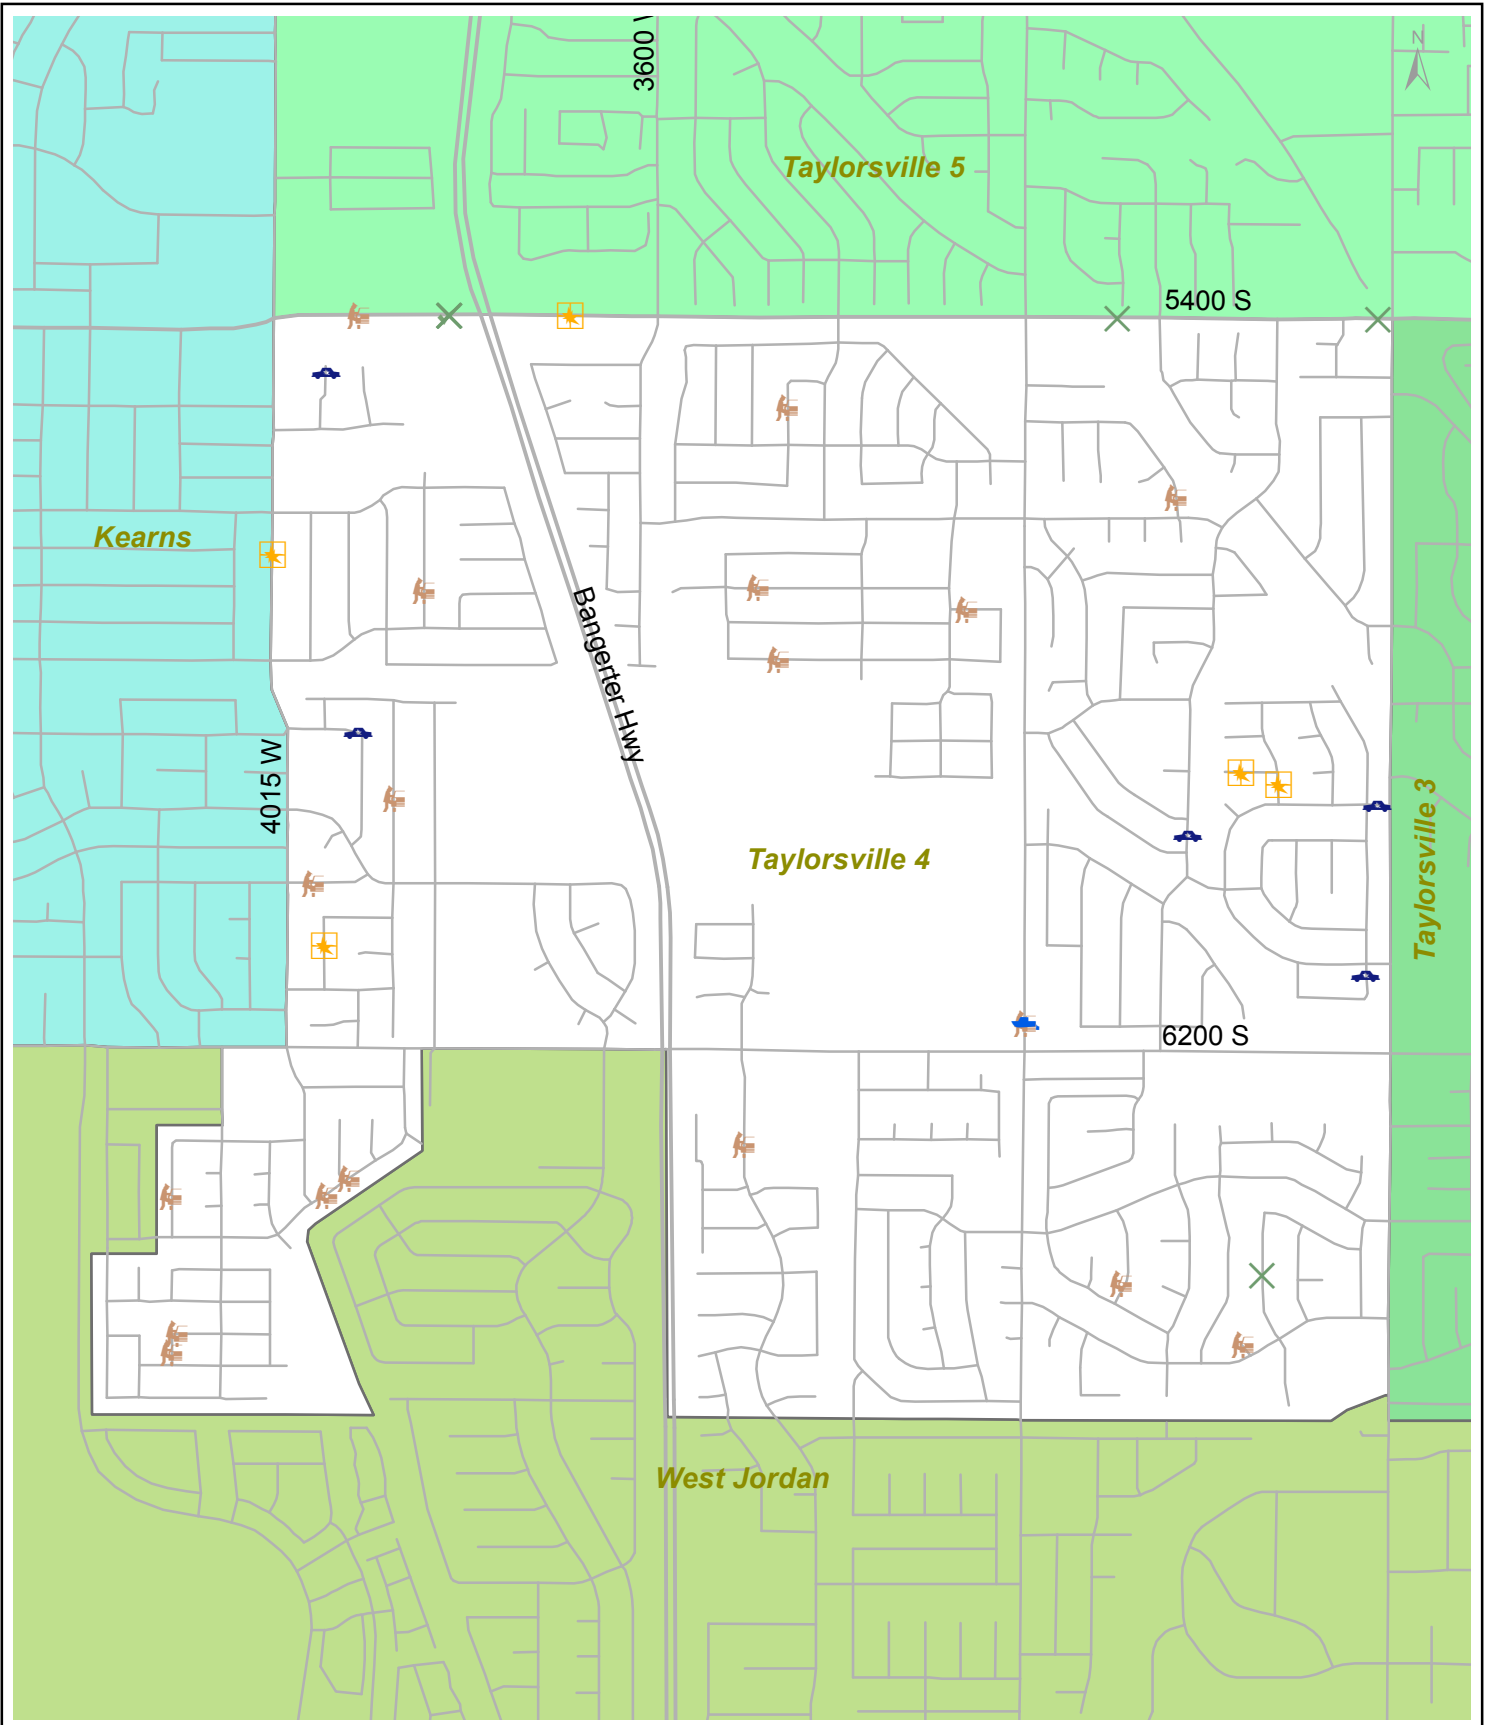 N
3600 W
Taylorsville 5
5400 S
Kearns
Bangerter Hwy
4015 W
Taylorsville 3
Taylorsville 4
6200 S
West Jordan